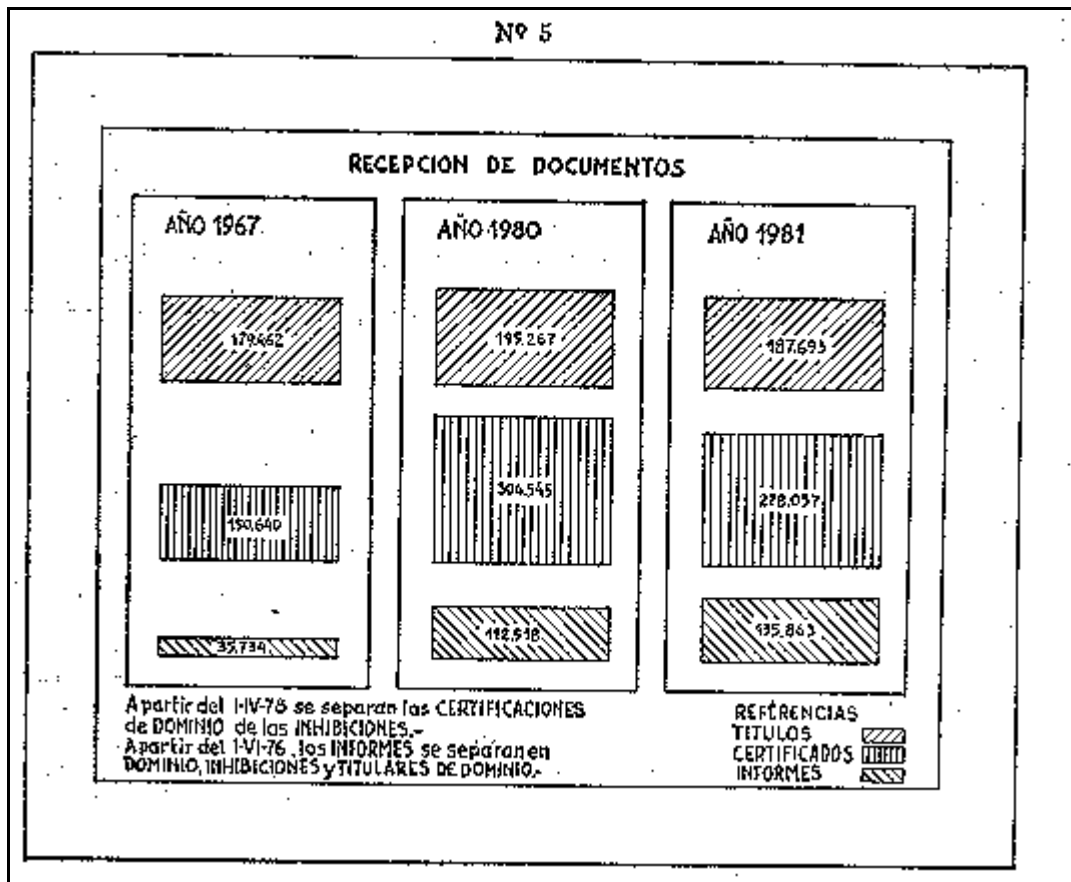 Nº 5
RECEPCION DE DOCUMENTOS
AÑO 1967.
179.462
150.640
35.734
AÑO 1980
195.267
304.545
112.518
AÑO 1981
187.693
278.037
135.863
A partir del 1-IV-78 se separan las CERTIFICACIONES
de DOMINIO de las INHIBICIONES.-
A partir del 1-VI-76, los INFORMES se separan en
DOMINIO, INHIBICIONES y TITULARES DE DOMINIO.-
REFERENCIAS
TITULOS
CERTIFICADOS
INFORMES